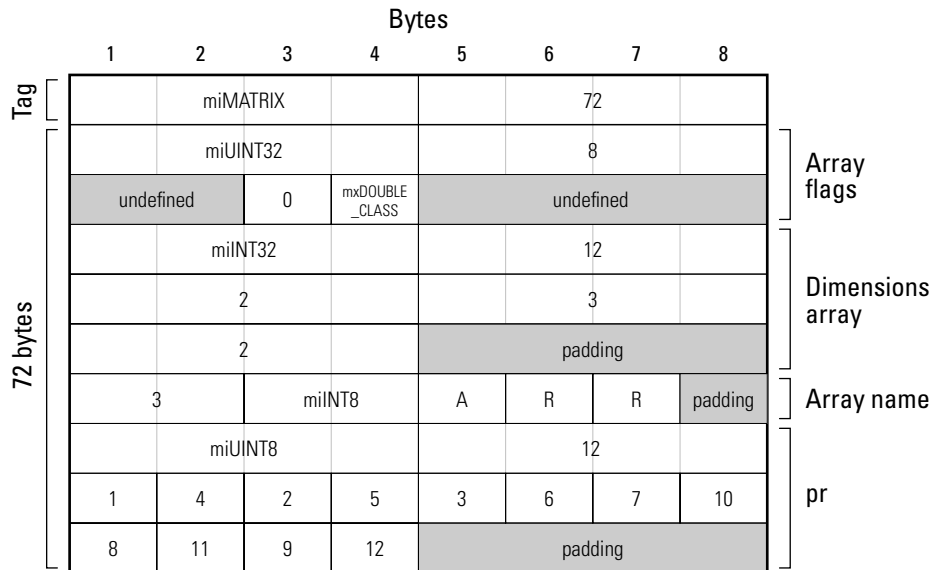 Bytes
1 2 3 4 5 6 7 8
Tag
miMATRIX 72
72 bytes
miUINT32 8
Array
flags
undefined 0 mxDOUBLE
_CLASS undefined
miINT32 12
Dimensions
array
2 3
2 padding
3 miINT8 A R R padding Array name
miUINT8 12
pr
1 4 2 5 3 6 7 10
8 11 9 12 padding